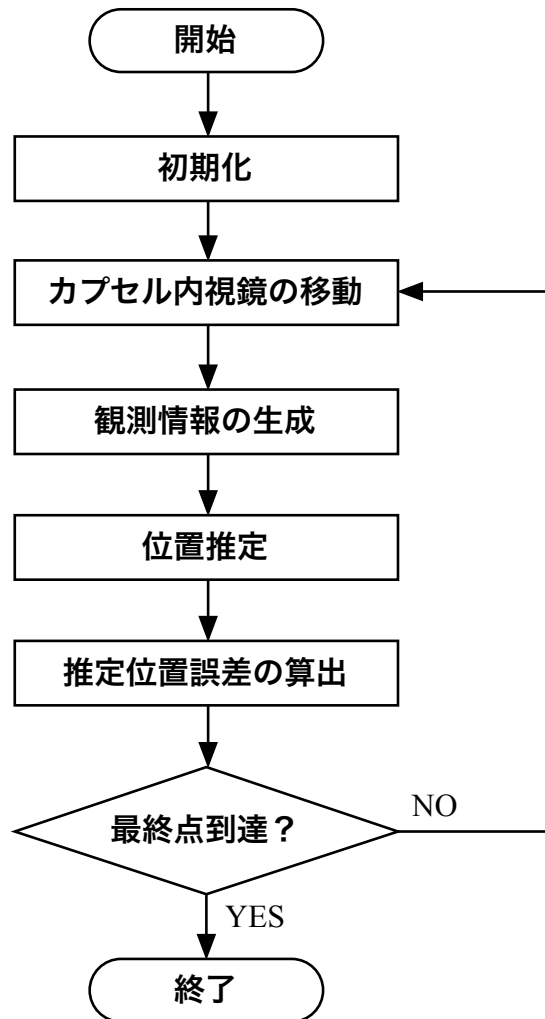 開始
初期化
カプセル内視鏡の移動
観測情報の生成
位置推定
推定位置誤差の算出
最終点到達？
NO
YES
終了